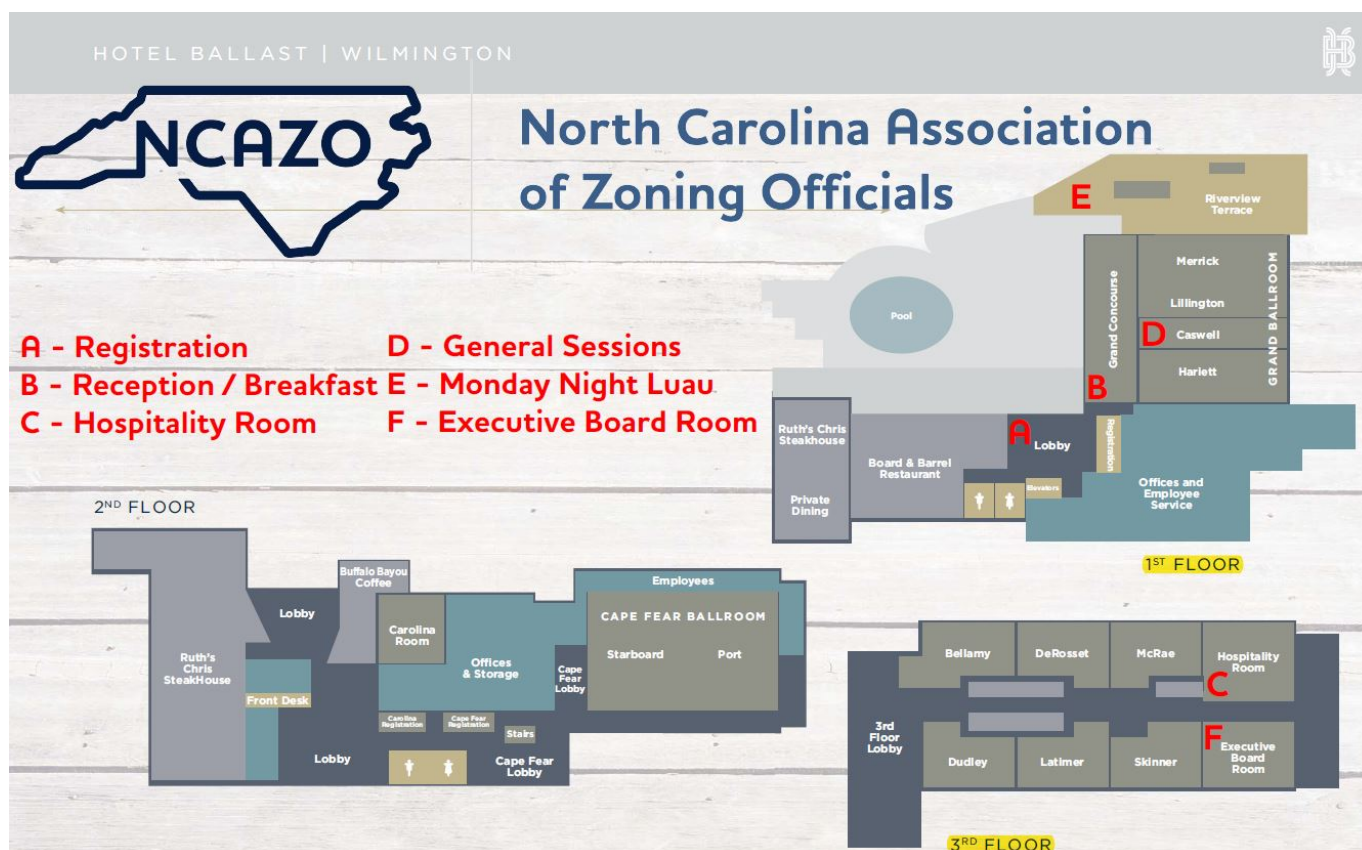 HOTEL BALLAST | WILMINGTON
HB
NCAZO
North Carolina Association
of Zoning Officials
A - Registration
B - Reception / Breakfast
C - Hospitality Room
D - General Sessions
E - Monday Night Luau
F - Executive Board Room
E
Riverview
Terrace
Pool
Grand Concourse
Merrick
Lillington
D
Caswell
Harlett
GRAND BALLROOM
B
A
Lobby
Registration
Ruth's Chris
Steakhouse
Private
Dining
Board & Barrel
Restaurant
Elevators
Offices and
Employee
Service
1ST FLOOR
2ND FLOOR
Buffalo Bayou
Coffee
Lobby
Carolina
Room
Ruth's
Chris
SteakHouse
Front Desk
Offices
& Storage
Employees
CAPE FEAR BALLROOM
Starboard
Port
Cape
Fear
Lobby
Carolina
Registration
Cape Fear
Registration
Stairs
Lobby
Cape Fear
Lobby
Bellamy
DeRosset
McRae
Hospitality
Room
C
3rd
Floor
Lobby
F
Dudley
Latimer
Skinner
Executive
Board
Room
3RD FLOOR